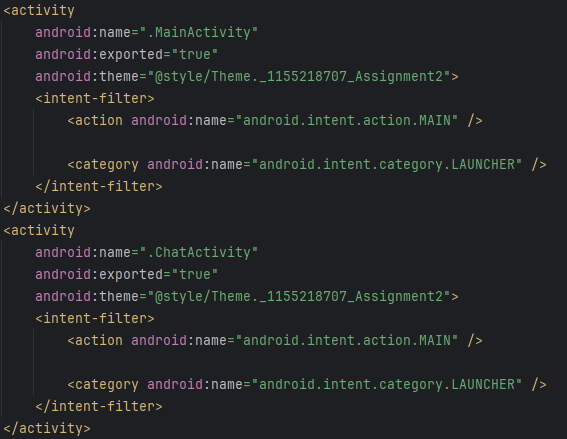 <activity
android:name=".MainActivity"
android:exported="true"
android:theme="@style/Theme._1155218707_Assignment2">
<intent-filter>
<action android:name="android.intent.action.MAIN" />
<category android:name="android.intent.category.LAUNCHER" />
</intent-filter>
</activity>
<activity
android:name=".ChatActivity"
android:exported="true"
android:theme="@style/Theme._1155218707_Assignment2">
<intent-filter>
<action android:name="android.intent.action.MAIN" />
<category android:name="android.intent.category.LAUNCHER" />
</intent-filter>
</activity>